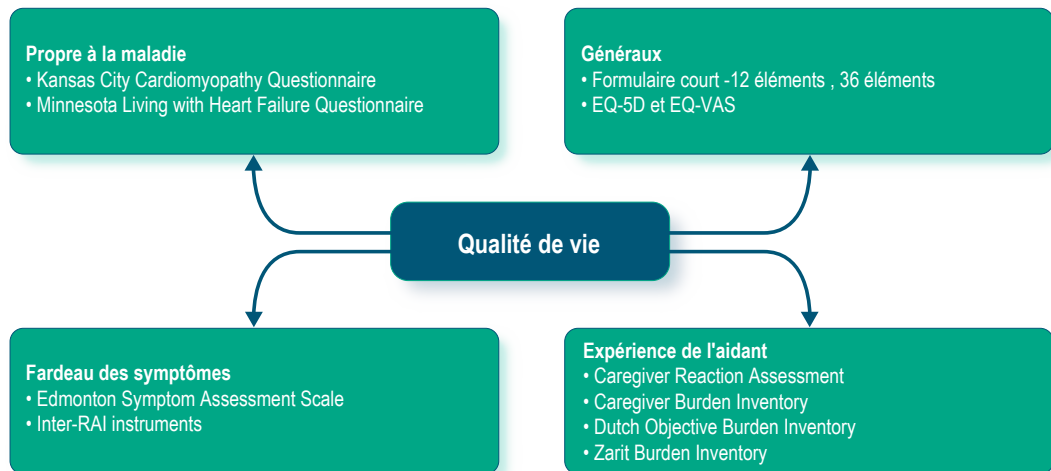 Propre à la maladie
• Kansas City Cardiomyopathy Questionnaire
• Minnesota Living with Heart Failure Questionnaire
Généraux
• Formulaire court -12 éléments , 36 éléments
• EQ-5D et EQ-VAS
Qualité de vie
Fardeau des symptômes
• Edmonton Symptom Assessment Scale
• Inter-RAI instruments
Expérience de l'aidant
• Caregiver Reaction Assessment
• Caregiver Burden Inventory
• Dutch Objective Burden Inventory
• Zarit Burden Inventory